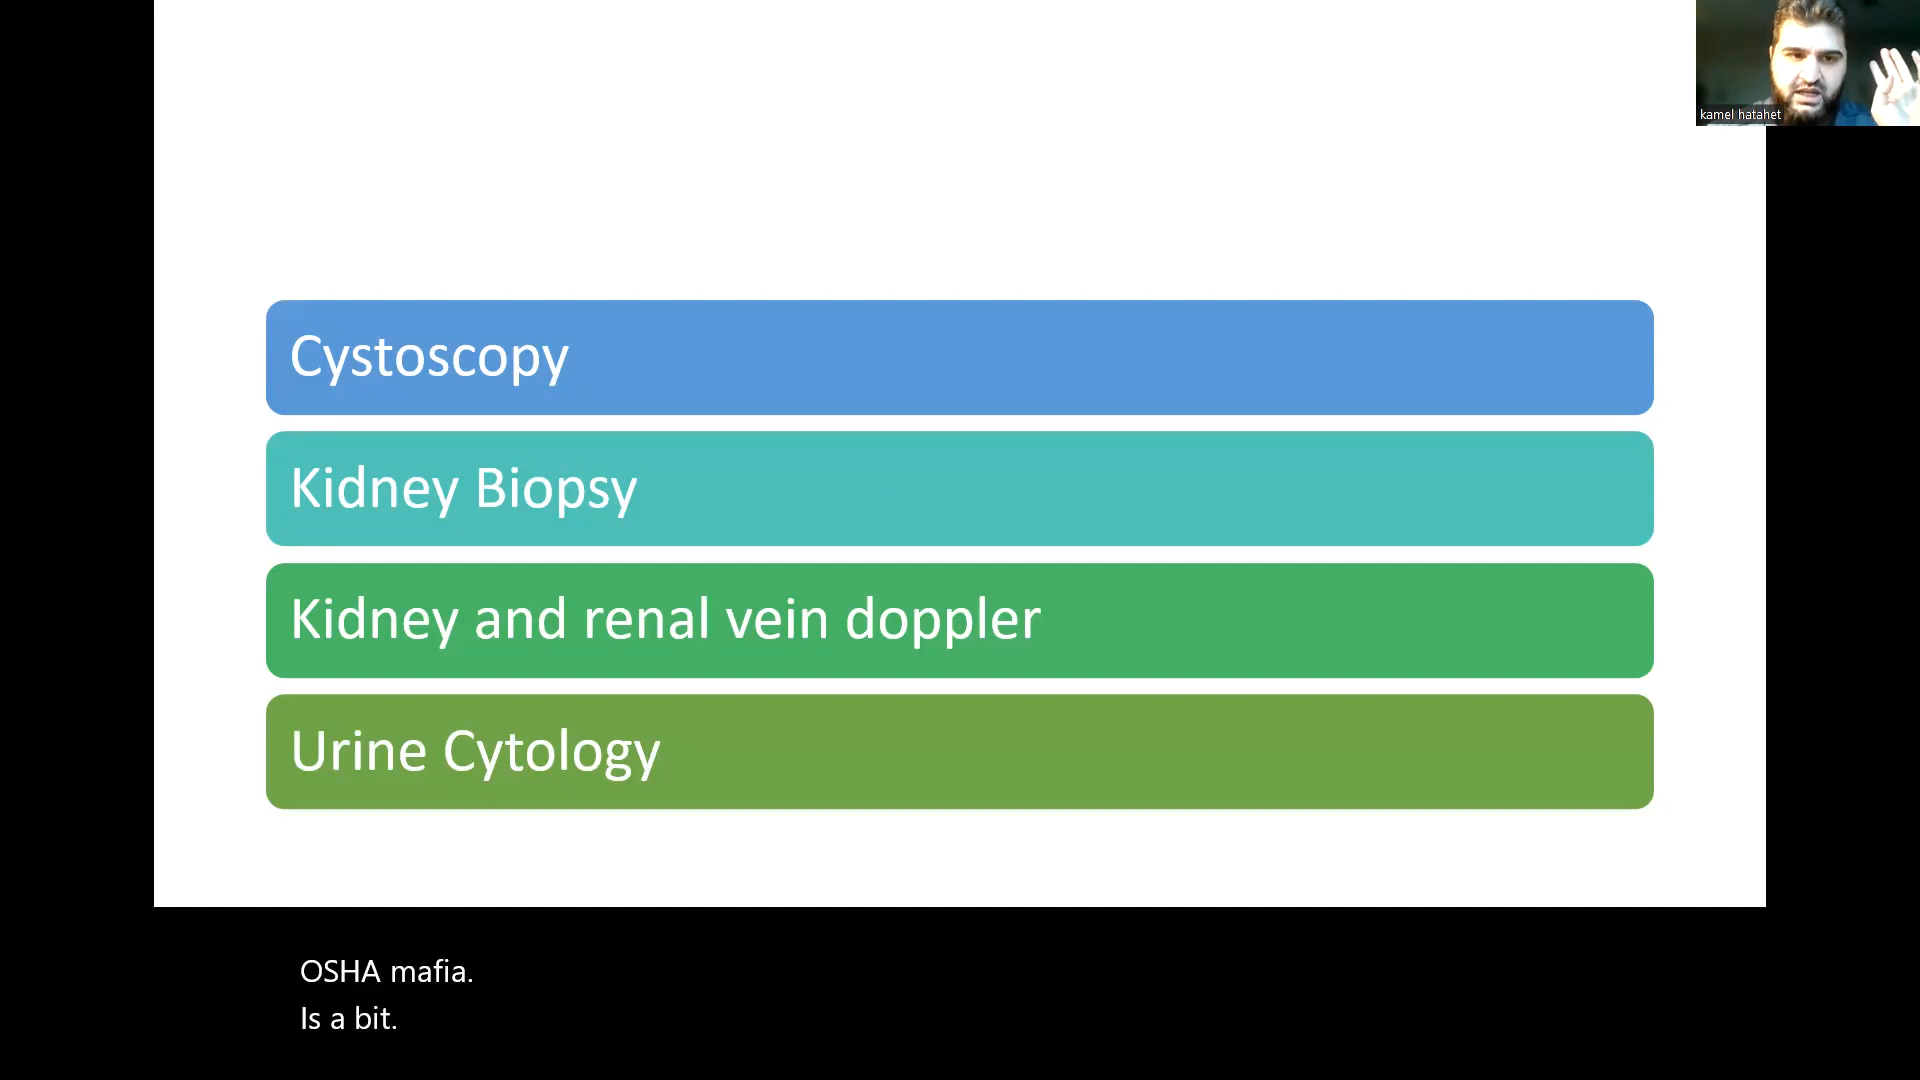 kamel hatahet
Cystoscopy
Kidney Biopsy
Kidney and renal vein doppler
Urine Cytology
OSHA mafia.
Is a bit.